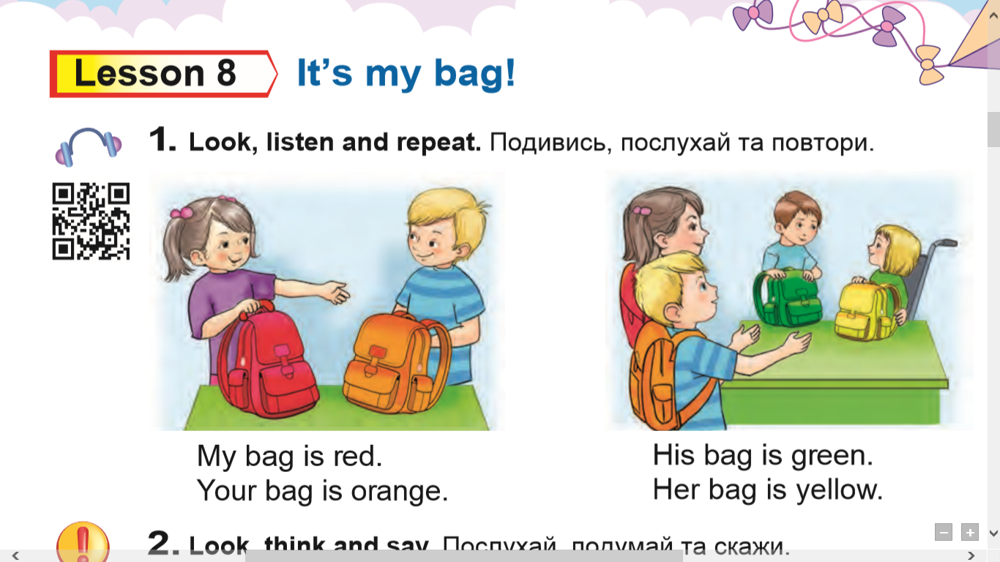 Lesson 8 It's my bag!
1. Look, listen and repeat. Подивись, послухай та повтори.
My bag is red.
Your bag is orange.
His bag is green.
Her bag is yellow.
2. Look, think and say. Послухай, подумай та скажи.